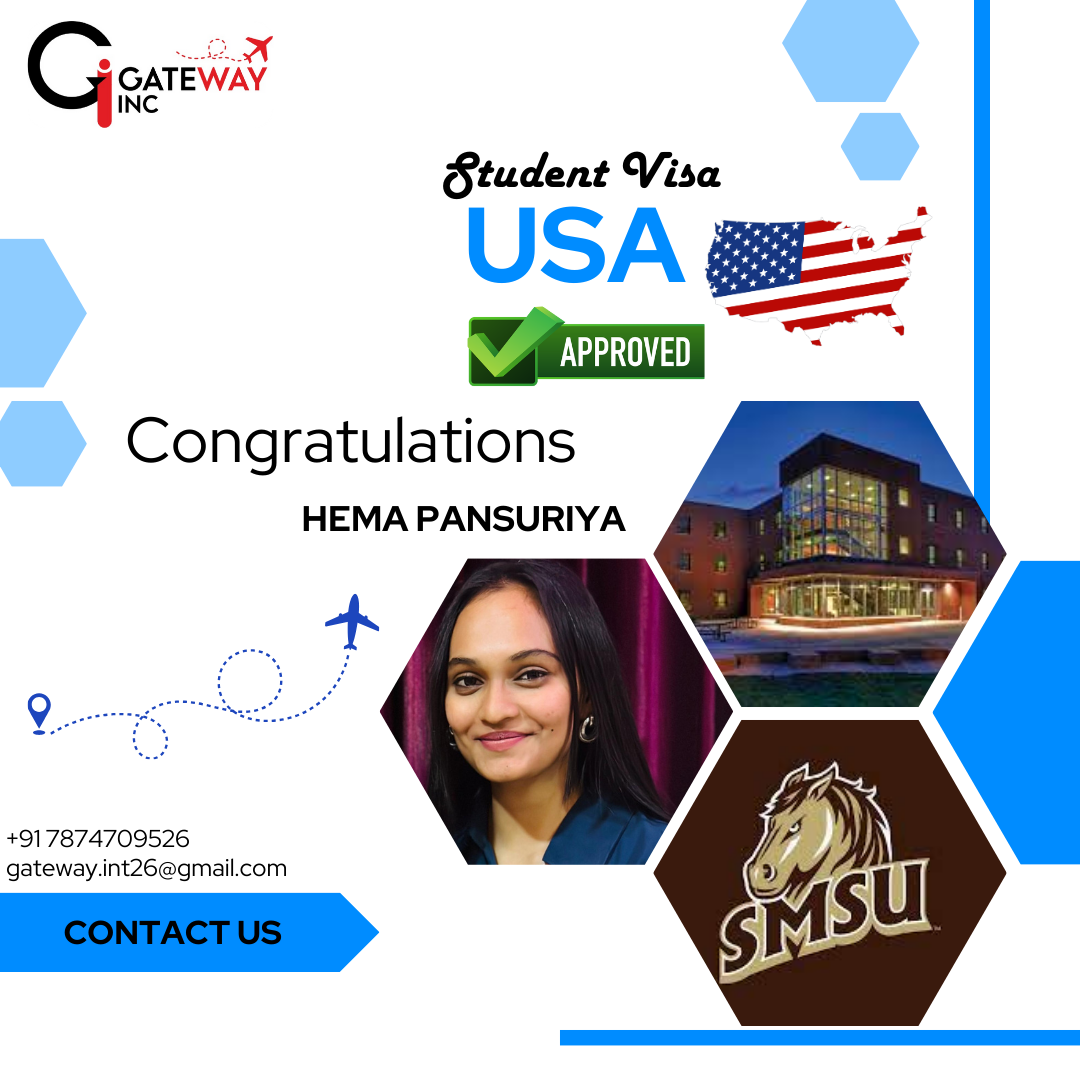 GATEWAY
INC
Student Visa
USA
APPROVED
Congratulations
HEMA PANSURIYA
+91 7874709526
gateway.int26@gmail.com
CONTACT US
SMSU